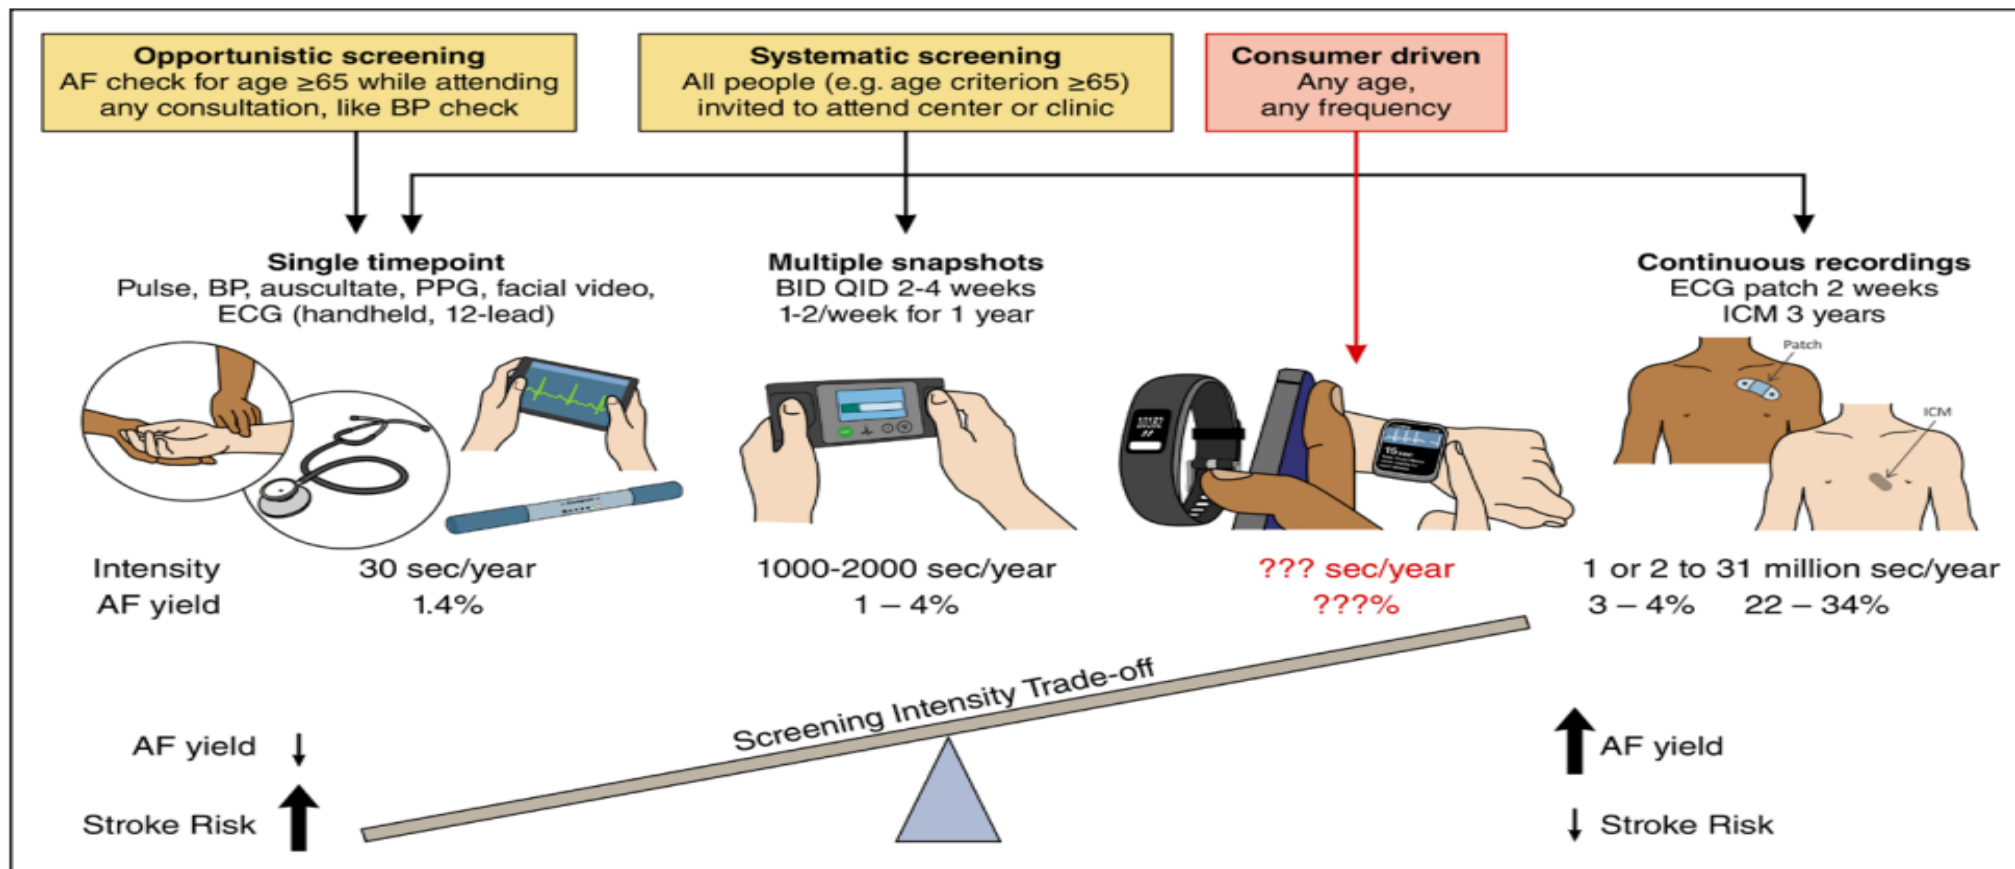 Opportunistic screening
AF check for age ≥65 while attending
any consultation, like BP check
Systematic screening
All people (e.g. age criterion ≥65)
invited to attend center or clinic
Consumer driven
Any age,
any frequency
Single timepoint
Pulse, BP, auscultate, PPG, facial video,
ECG (handheld, 12-lead)
Multiple snapshots
BID QID 2-4 weeks
1-2/week for 1 year
Continuous recordings
ECG patch 2 weeks
ICM 3 years
Patch
ICM
15 sec
Intensity 30 sec/year 1000-2000 sec/year ??? sec/year 1 or 2 to 31 million sec/year
AF yield 1.4% 1 – 4% ???% 3 – 4% 22 – 34%
Screening Intensity Trade-off
AF yield
Stroke Risk
AF yield
Stroke Risk